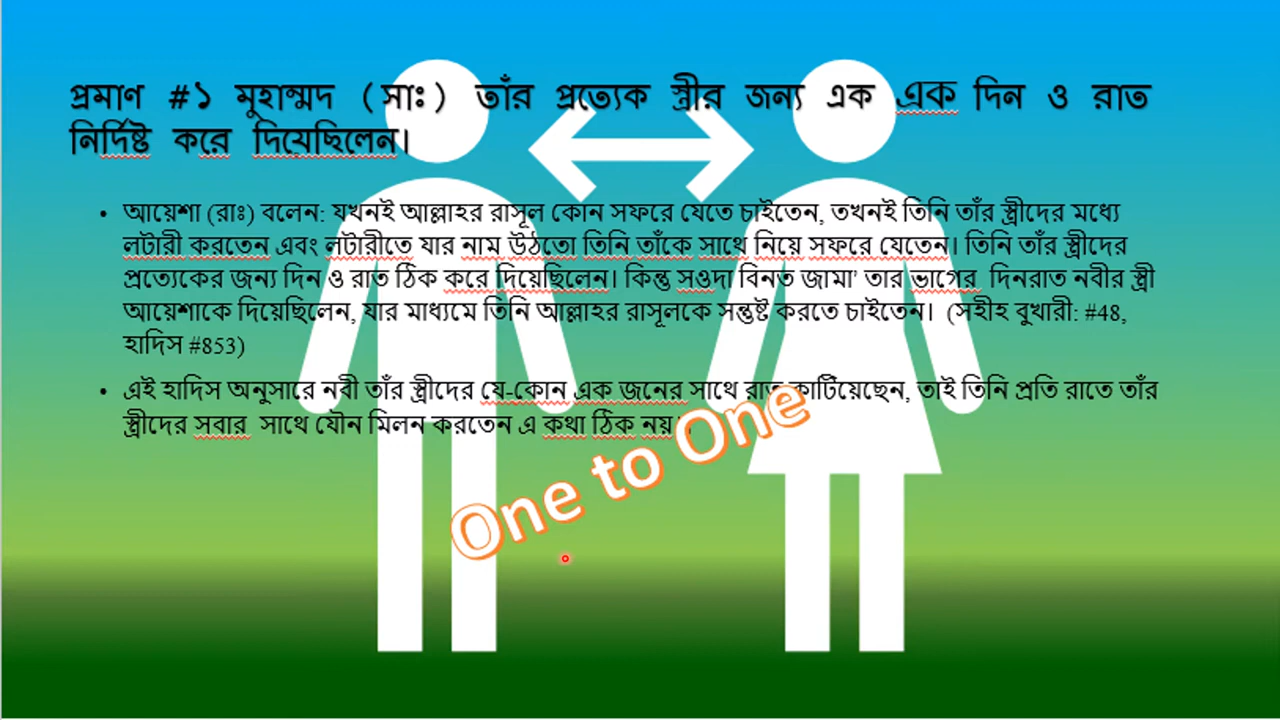 প্রমাণ #১ মুহাম্মদ (সাঃ) তাঁর প্রত্যেক স্ত্রীর জন্য এক এক দিন ও রাত
নির্দিষ্ট করে দিয়েছিলেন।
• আয়েশা (রাঃ) বলেন: যখনই আল্লাহর রাসূল কোন সফরে যেতে চাইতেন, তখনই তিনি তাঁর স্ত্রীদের মধ্যে
লটারী করতেন এবং লটারীতে যার নাম উঠতো তিনি তাঁকে সাথে নিয়ে সফরে যেতেন। তিনি তাঁর স্ত্রীদের
প্রত্যেকের জন্য দিন ও রাত ঠিক করে দিয়েছিলেন। কিন্তু সওদা বিনত জামা' তার ভাগের দিনরাত নবীর স্ত্রী
আয়েশাকে দিয়েছিলেন, যার মাধ্যমে তিনি আল্লাহর রাসূলকে সন্তুষ্ট করতে চাইতেন। (সহীহ বুখারী: #48,
হাদিস #853)
• এই হাদিস অনুসারে নবী তাঁর স্ত্রীদের যে-কোন এক জনের সাথে রাত কাটিয়েছেন, তাই তিনি প্রতি রাতে তাঁর
স্ত্রীদের সবার সাথে যৌন মিলন করতেন এ কথা ঠিক নয়।
One to One